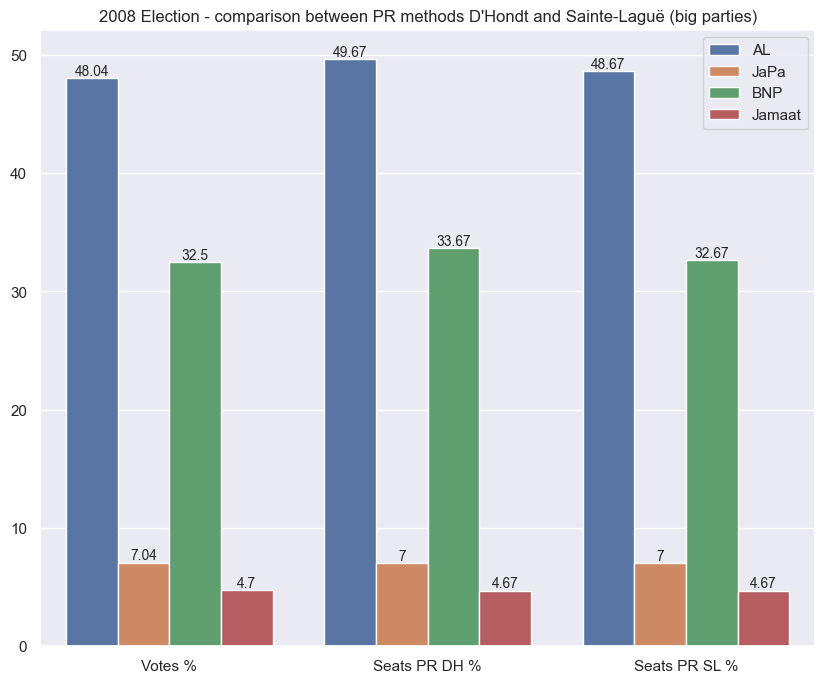 2008 Election - comparison between PR methods D'Hondt and Sainte-Laguë (big parties)
AL
JaPa
BNP
Jamaat
50
40
30
20
10
0
48.04
7.04
32.5
4.7
49.67
7
33.67
4.67
48.67
7
32.67
4.67
Votes %
Seats PR DH %
Seats PR SL %